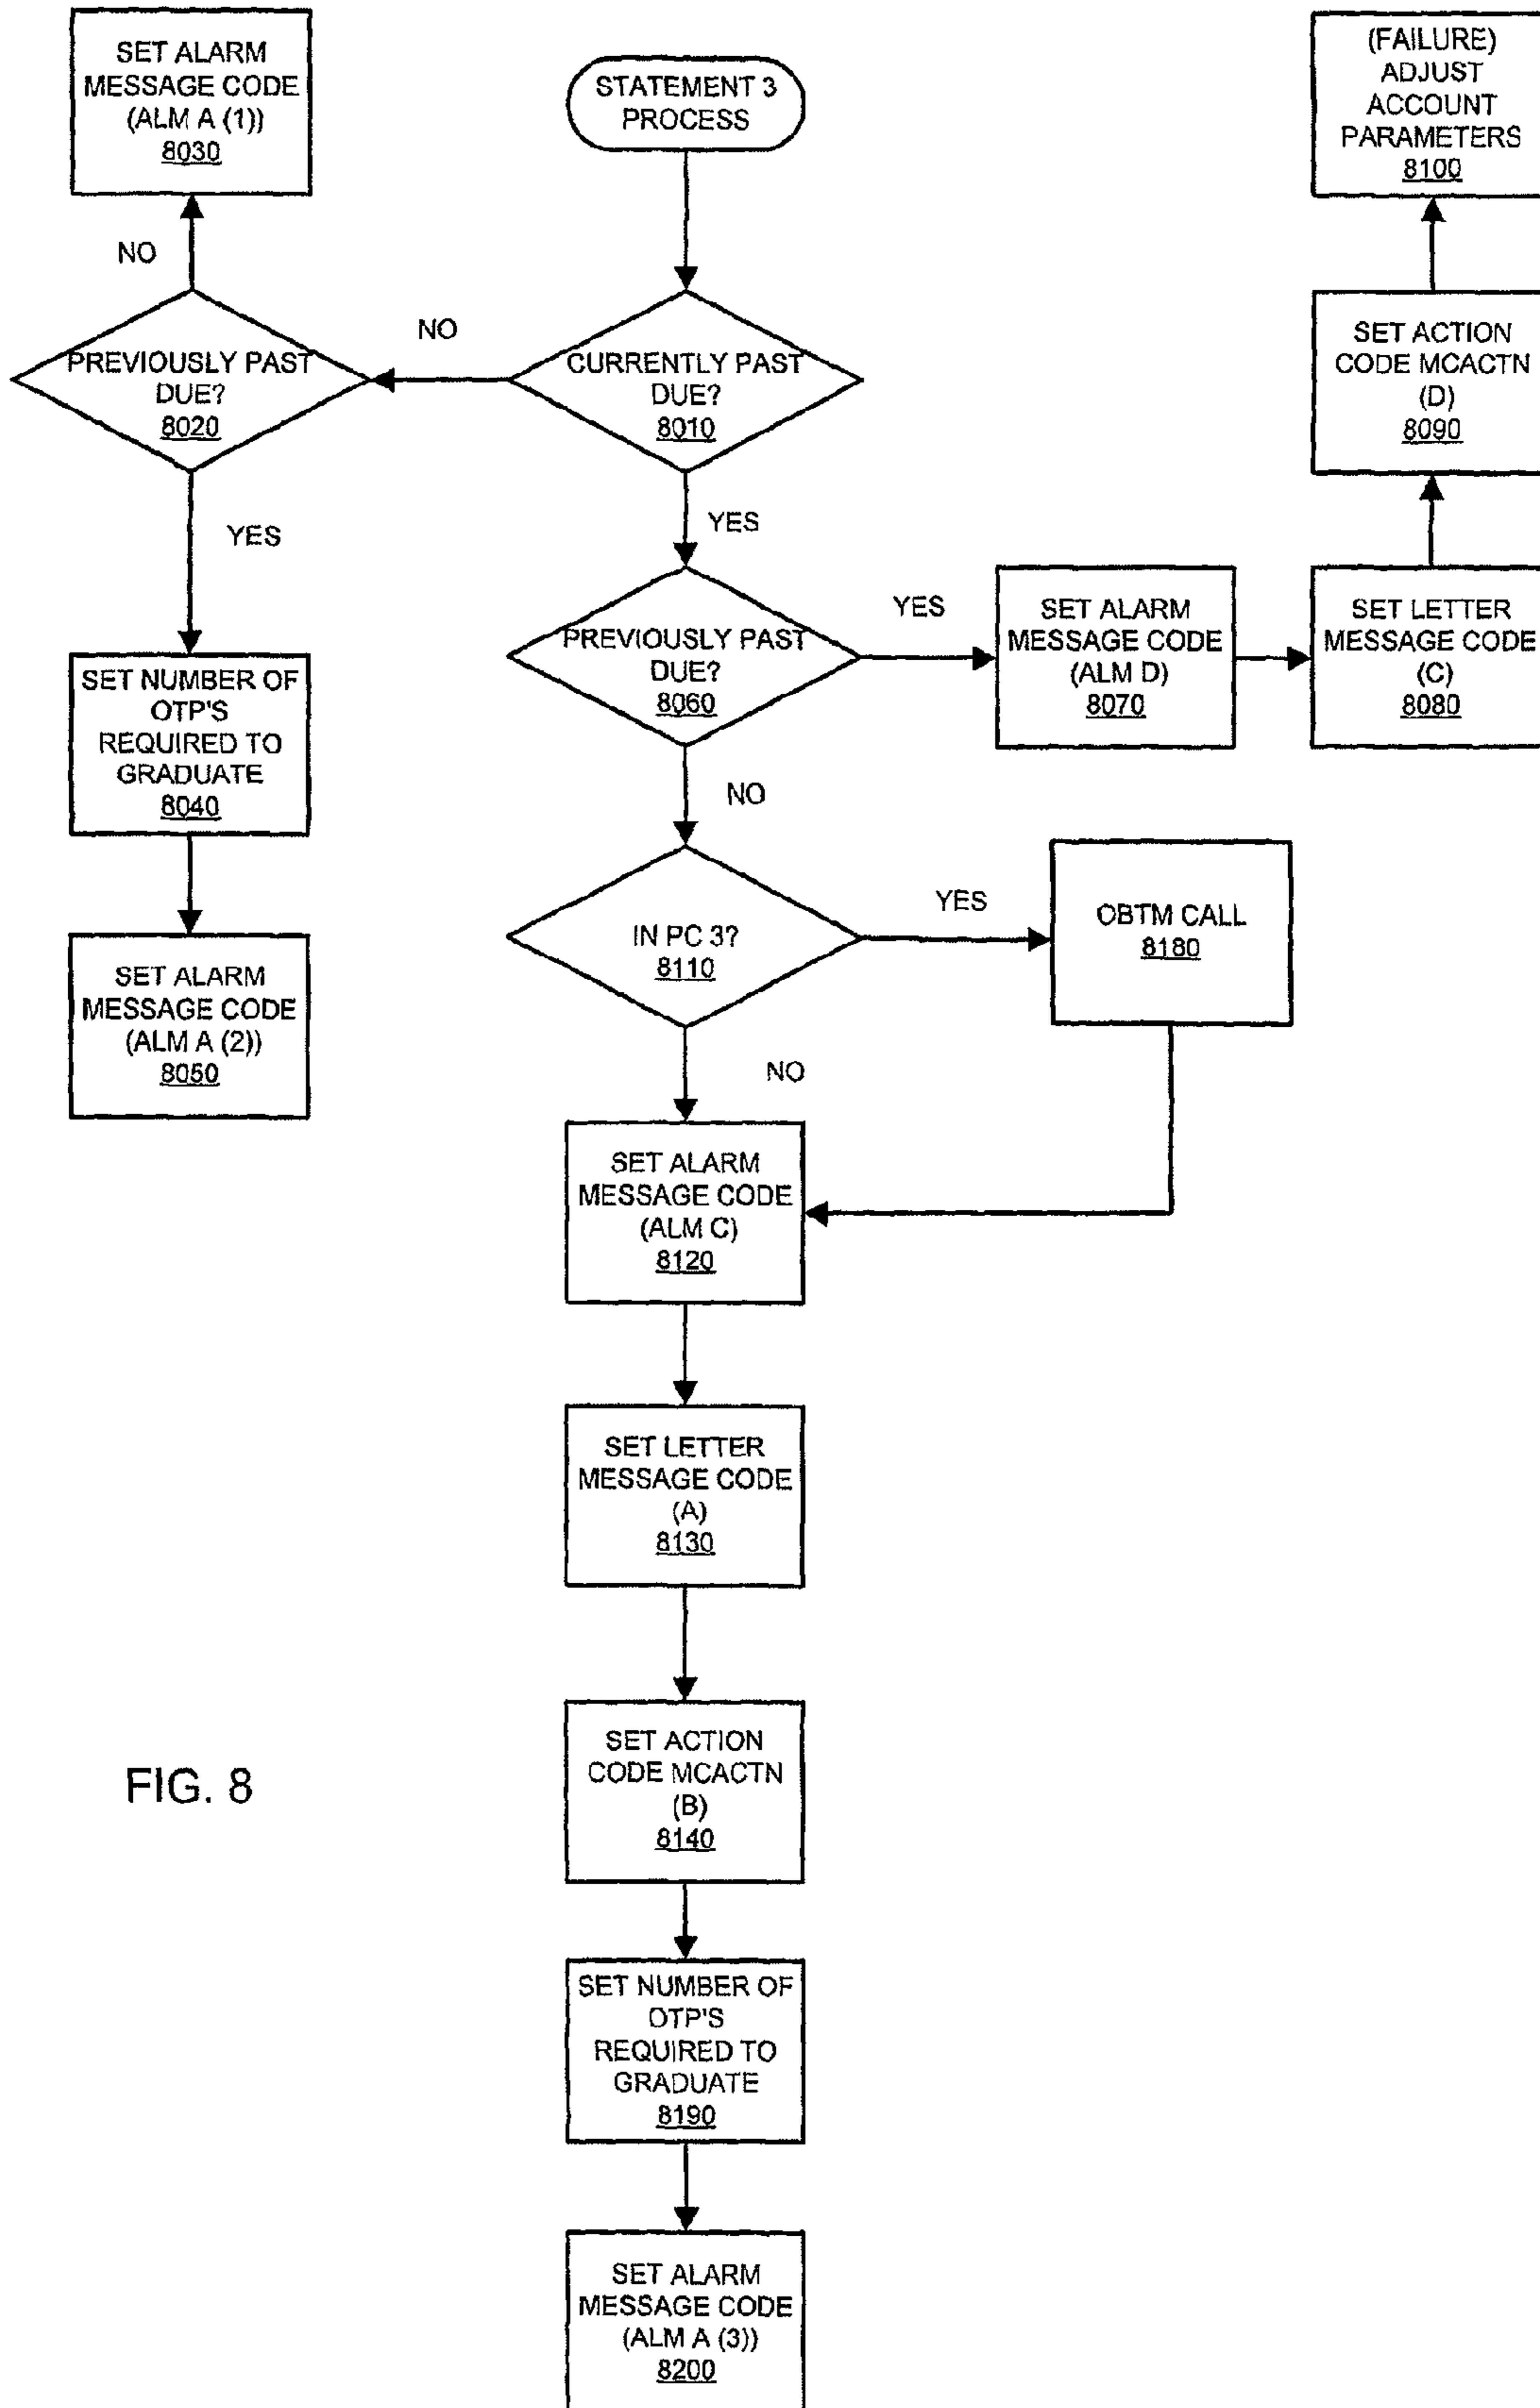 SET ALARM
MESSAGE CODE
(ALM A (1))
8030
STATEMENT 3
PROCESS
(FAILURE)
ADJUST
ACCOUNT
PARAMETERS
8100
NO
PREVIOUSLY PAST
DUE?
8020
NO
CURRENTLY PAST
DUE?
8010
SET ACTION
CODE MCACTN
(D)
8090
YES
YES
SET NUMBER OF
OTP'S
REQUIRED TO
GRADUATE
8040
PREVIOUSLY PAST
DUE?
8060
YES
SET ALARM
MESSAGE CODE
(ALM D)
8070
SET LETTER
MESSAGE CODE
(C)
8080
NO
SET ALARM
MESSAGE CODE
(ALM A (2))
8050
IN PC 3?
8110
YES
OBTM CALL
8180
NO
SET ALARM
MESSAGE CODE
(ALM C)
8120
SET LETTER
MESSAGE CODE
(A)
8130
SET ACTION
CODE MCACTN
(B)
8140
FIG. 8
SET NUMBER OF
OTP'S
REQUIRED TO
GRADUATE
8190
SET ALARM
MESSAGE CODE
(ALM A (3))
8200